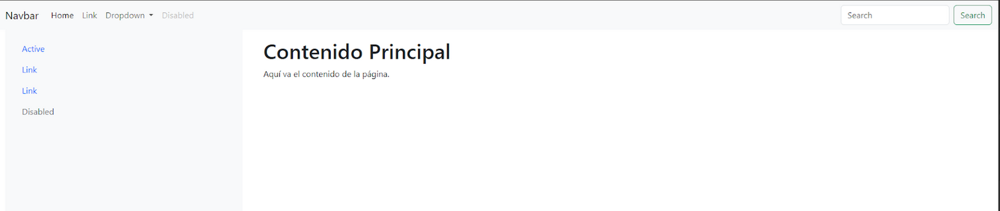 Navbar Home Link Dropdown Disabled Search Search
Active
Link
Link
Disabled
Contenido Principal
Aquí va el contenido de la página.